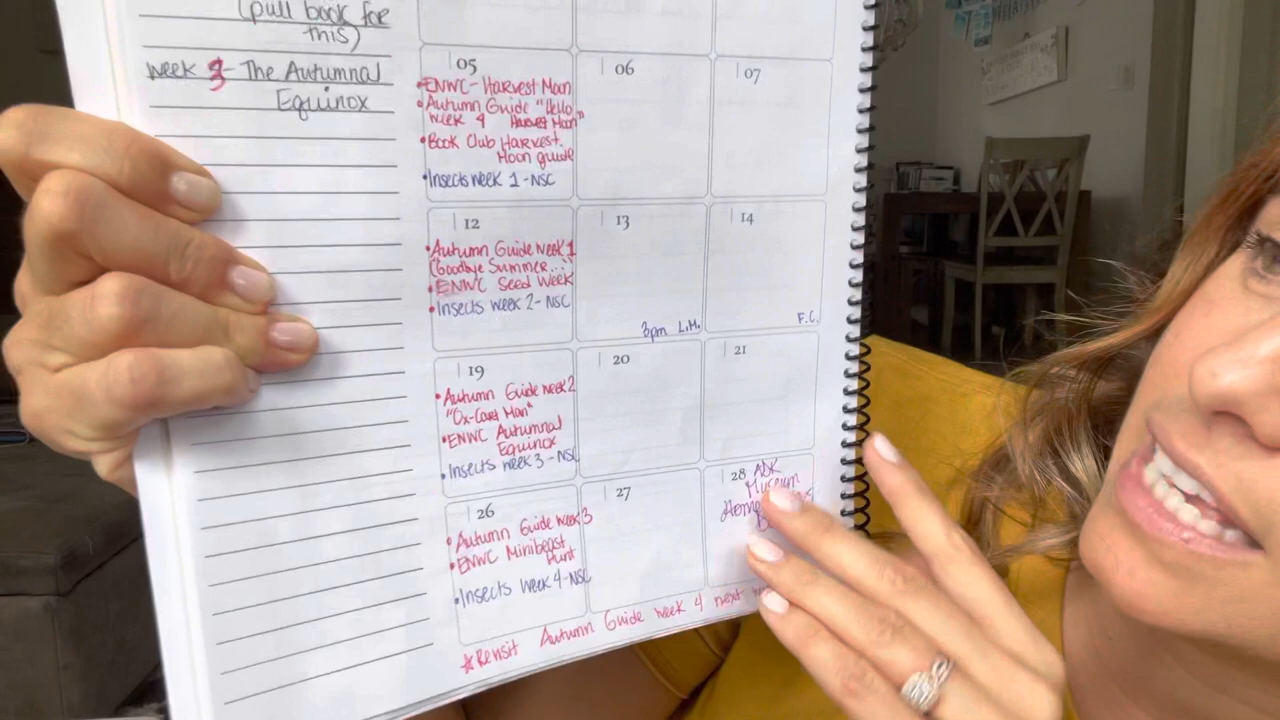 (pull book for
this)
week 3 - The Autumnal
Equinox
05
•ENWC - Harvest Moon
•Autumn Guide "Hello
week 4 Harvest Moon"
•Book Club Harvest
Moon guide
•Insects week 1 - NSC
06
07
12
•Autumn Guide week 1
(Goodbye Summer...)
•ENWC Seed Week
•Insects week 2 - NSC
13
3pm L.M.
14
F.C.
19
•Autumn Guide week 2
"Ox-Cart Man"
•ENWC Autumnal
Equinox
•Insects week 3 - NSC
20
21
26
•Autumn Guide week 3
•ENWC Minibeast
Hunt
•Insects week 4 - NSC
27
28 ADK
Museum
☆Revisit Autumn Guide week 4 next